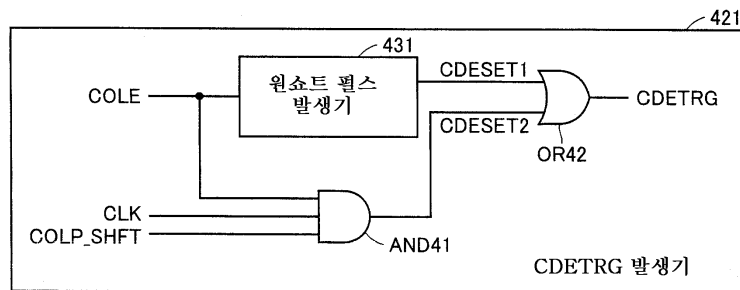 421
431
원쇼트 펄스
발생기
COLE
CDESET1
CDETRG
CDESET2
OR42
CLK
COLP_SHFT
AND41
CDETRG 발생기